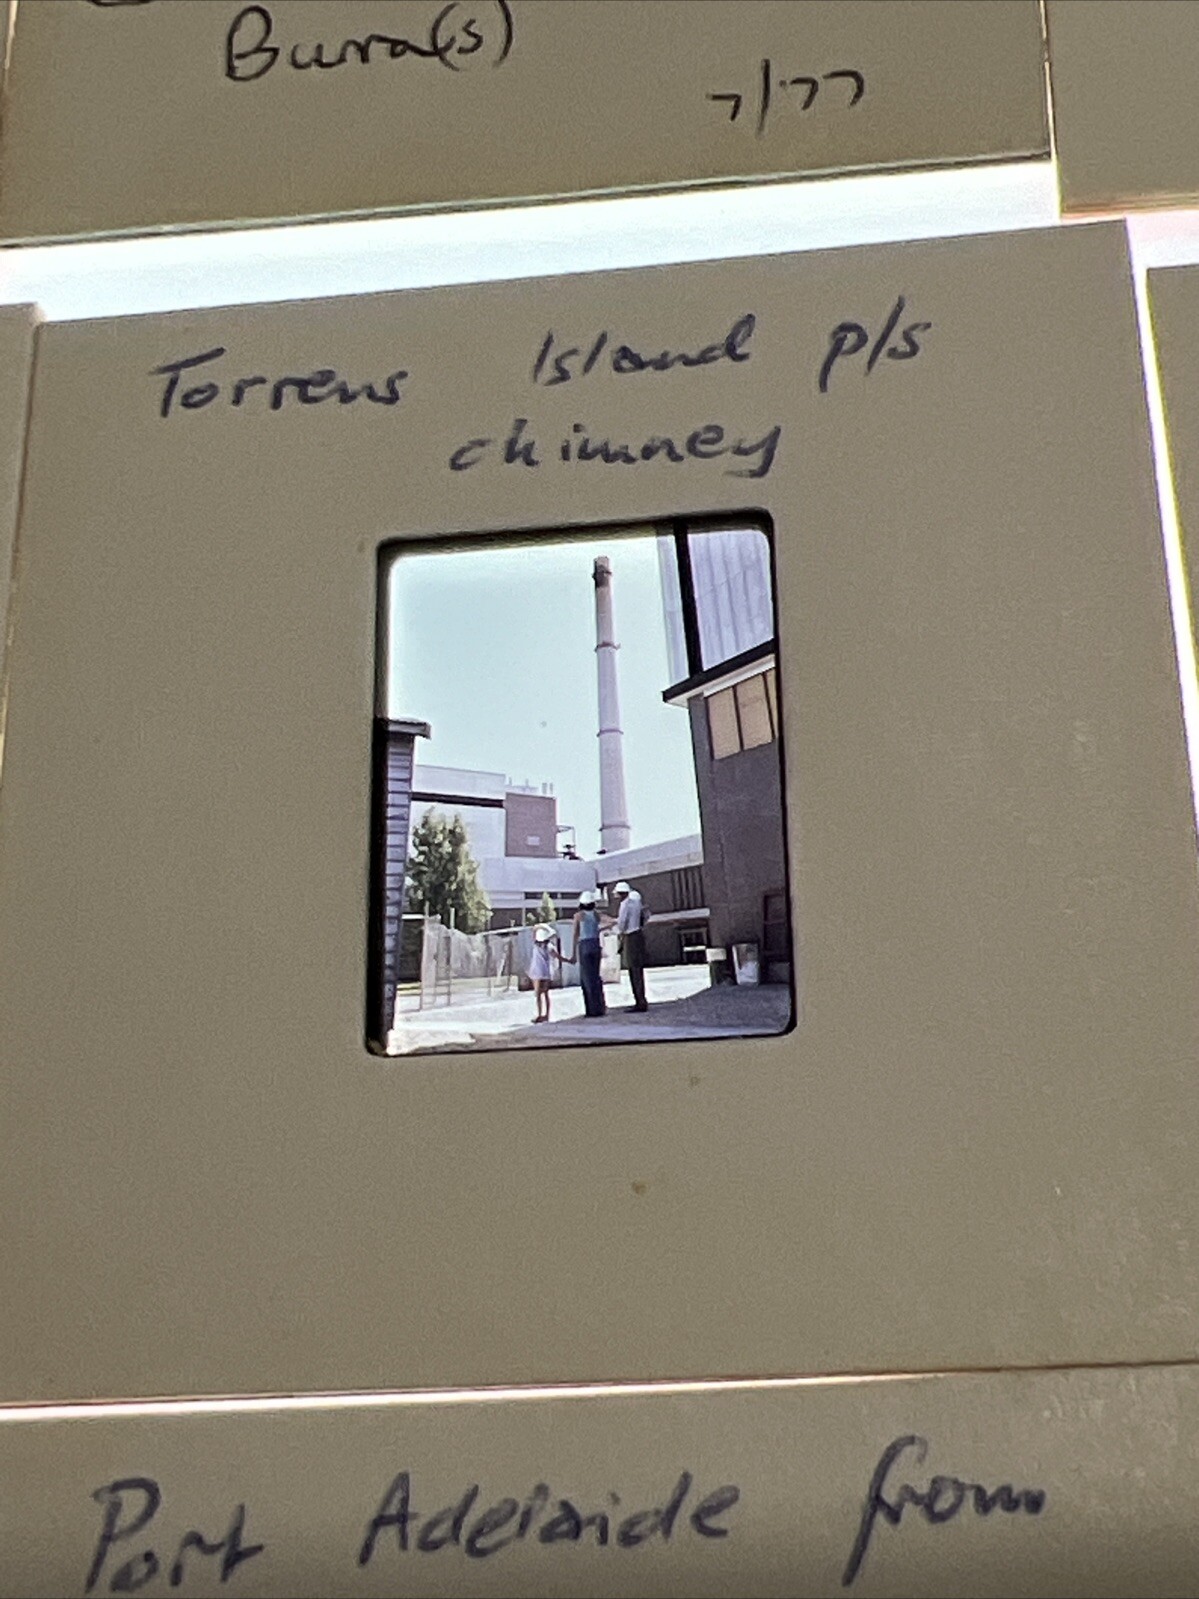 Burra(s)
7/77
Torrens Island p/s
chimney
Port Adelaide from